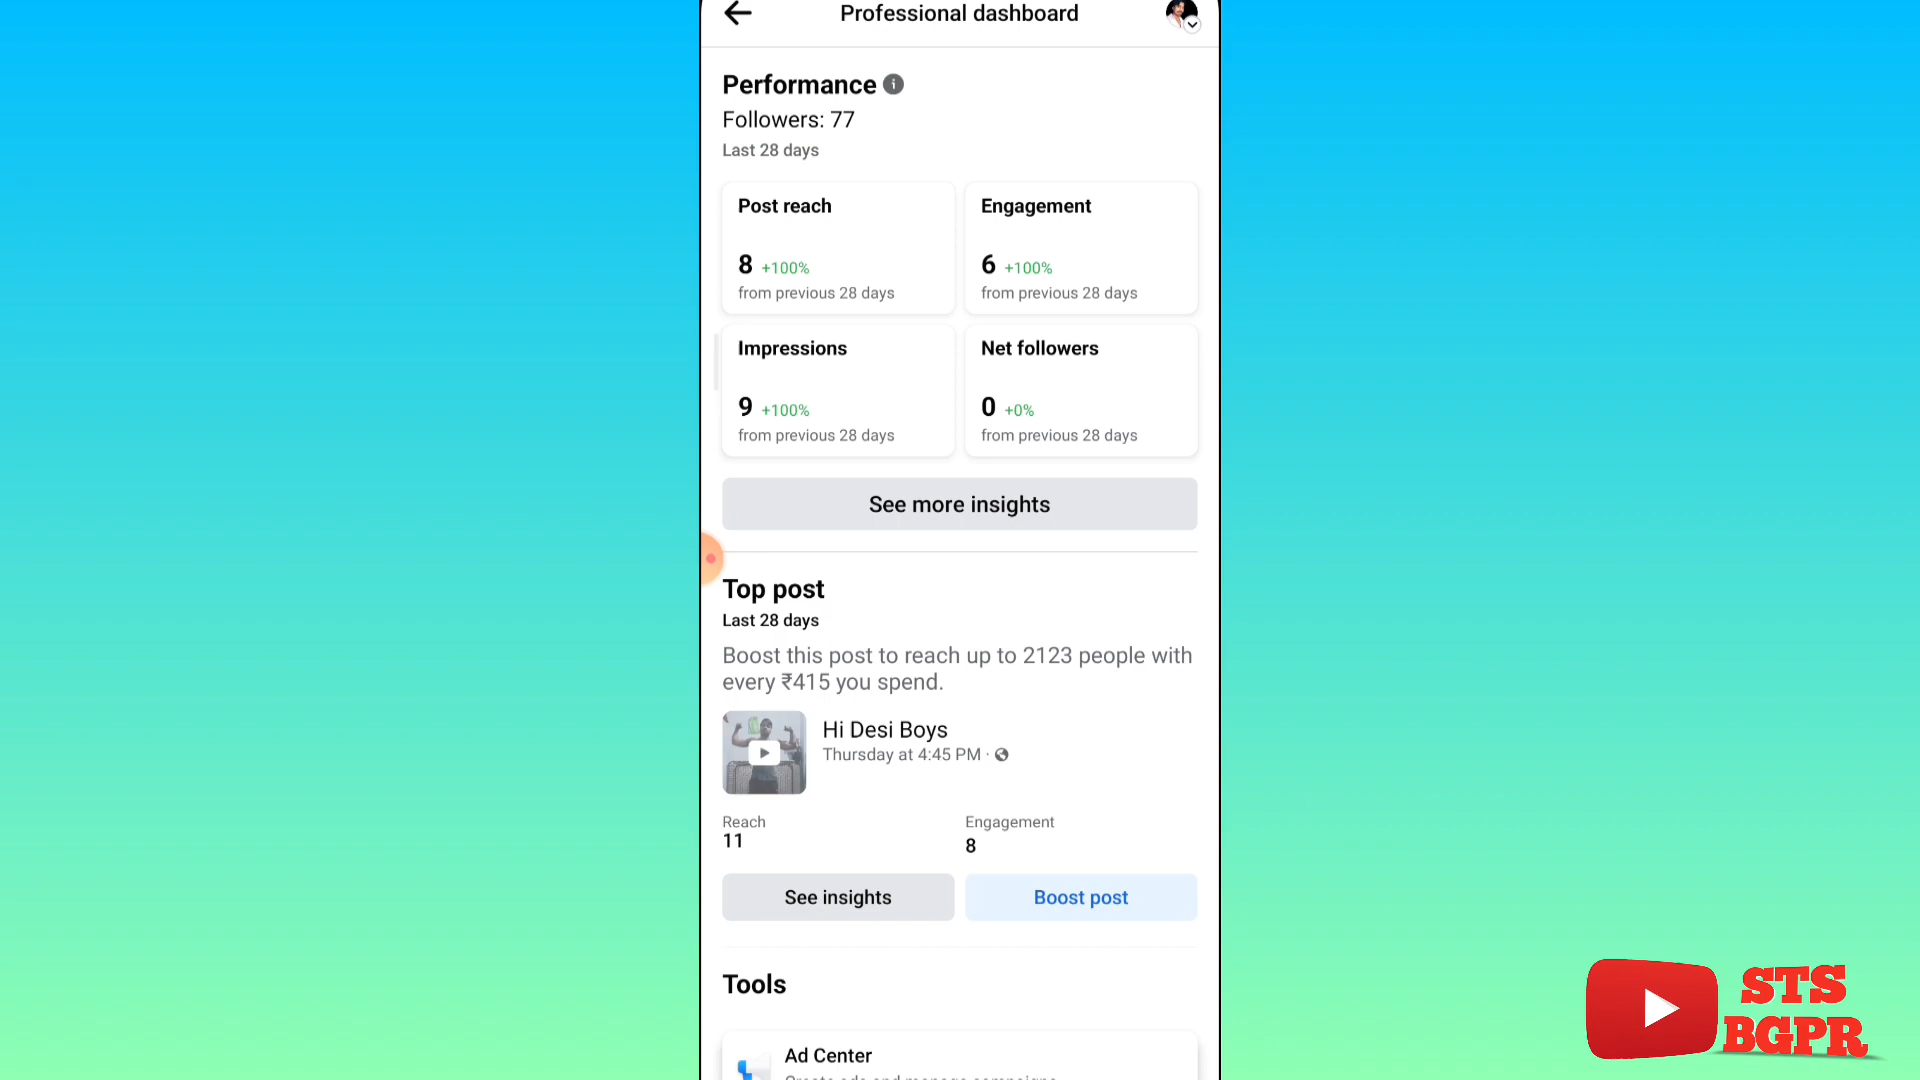 Professional dashboard
Performance
Followers: 77
Last 28 days
Post reach
8 +100%
from previous 28 days
Engagement
6 +100%
from previous 28 days
Impressions
9 +100%
from previous 28 days
Net followers
0 +0%
from previous 28 days
See more insights
Top post
Last 28 days
Boost this post to reach up to 2123 people with
every ₹415 you spend.
Hi Desi Boys
Thursday at 4:45 PM ·
Reach
11
Engagement
8
See insights
Boost post
Tools
Ad Center
STS
BGPR